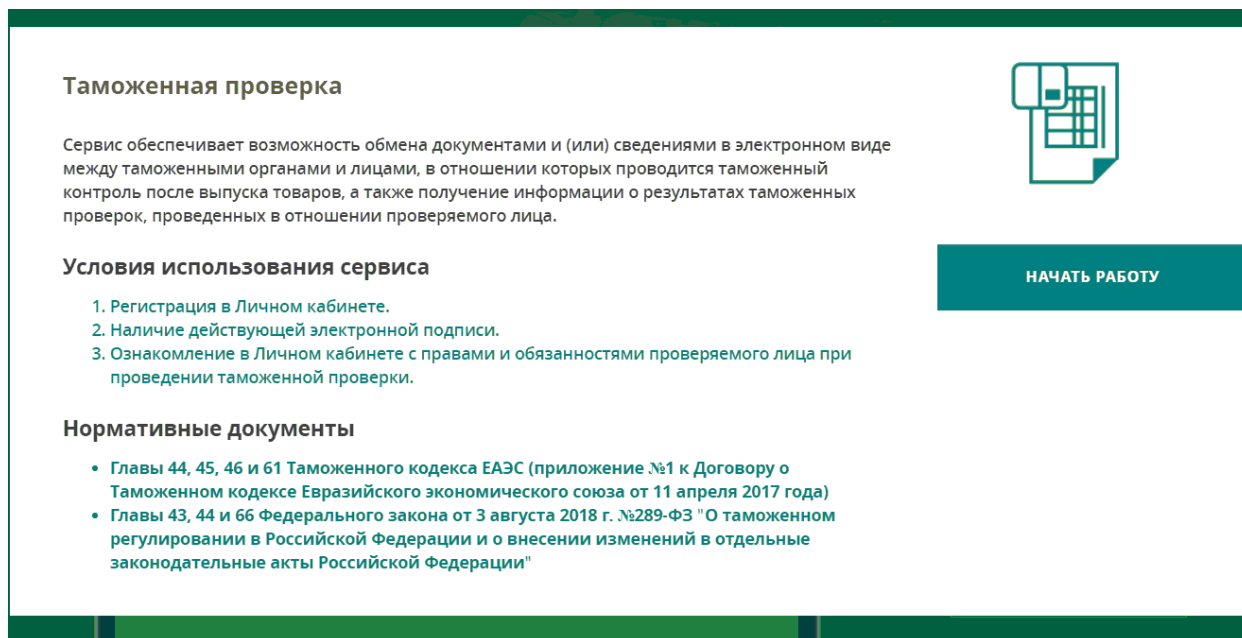 Таможенная проверка
Сервис обеспечивает возможность обмена документами и (или) сведениями в электронном виде
между таможенными органами и лицами, в отношении которых проводится таможенный
контроль после выпуска товаров, а также получение информации о результатах таможенных
проверок, проведенных в отношении проверяемого лица.
Условия использования сервиса
1. Регистрация в Личном кабинете.
2. Наличие действующей электронной подписи.
3. Ознакомление в Личном кабинете с правами и обязанностями проверяемого лица при
проведении таможенной проверки.
Нормативные документы
• Главы 44, 45, 46 и 61 Таможенного кодекса ЕАЭС (приложение №1 к Договору о
Таможенном кодексе Евразийского экономического союза от 11 апреля 2017 года)
• Главы 43, 44 и 66 Федерального закона от 3 августа 2018 г. №289-ФЗ "О таможенном
регулировании в Российской Федерации и о внесении изменений в отдельные
законодательные акты Российской Федерации"
НАЧАТЬ РАБОТУ